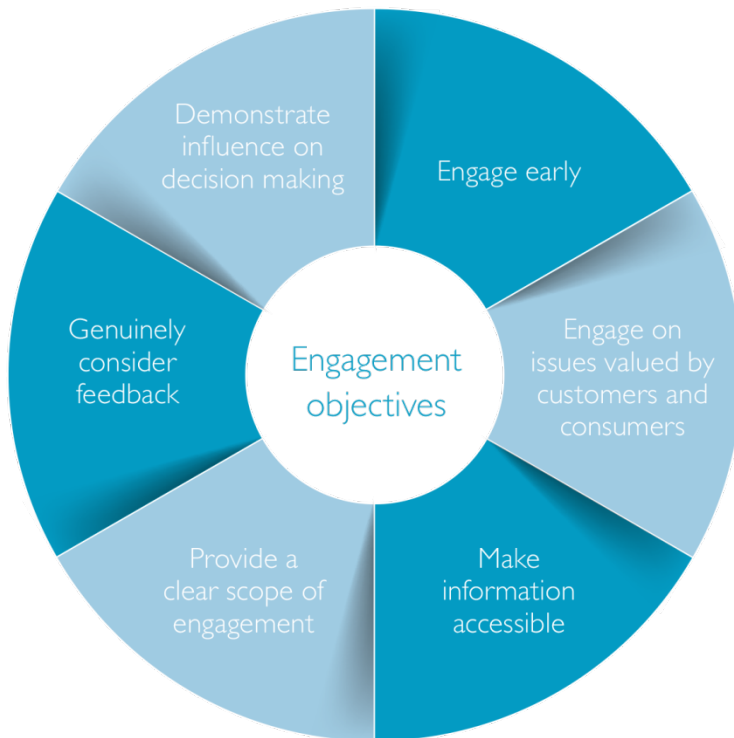 Engagement
objectives
Engage early
Engage on
issues valued by
customers and
consumers
Make
information
accessible
Provide a
clear scope of
engagement
Genuinely
consider
feedback
Demonstrate
influence on
decision making